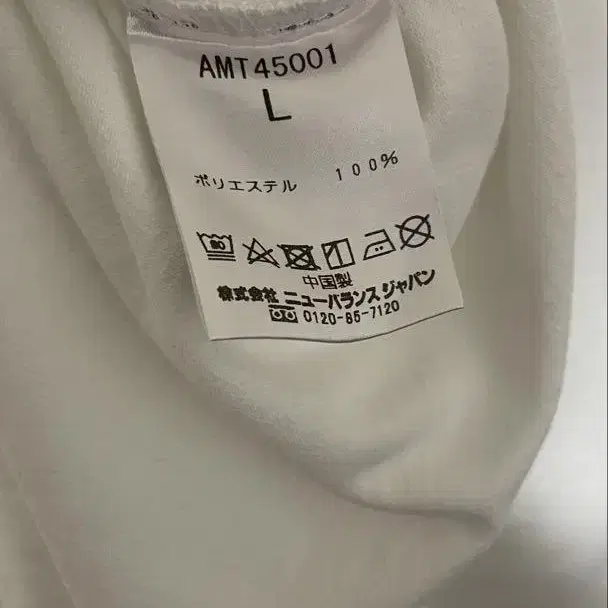 AMT45001
L
ポリエステル 100%
中国製
株式会社 ニューバランス ジャパン
0120-85-7120